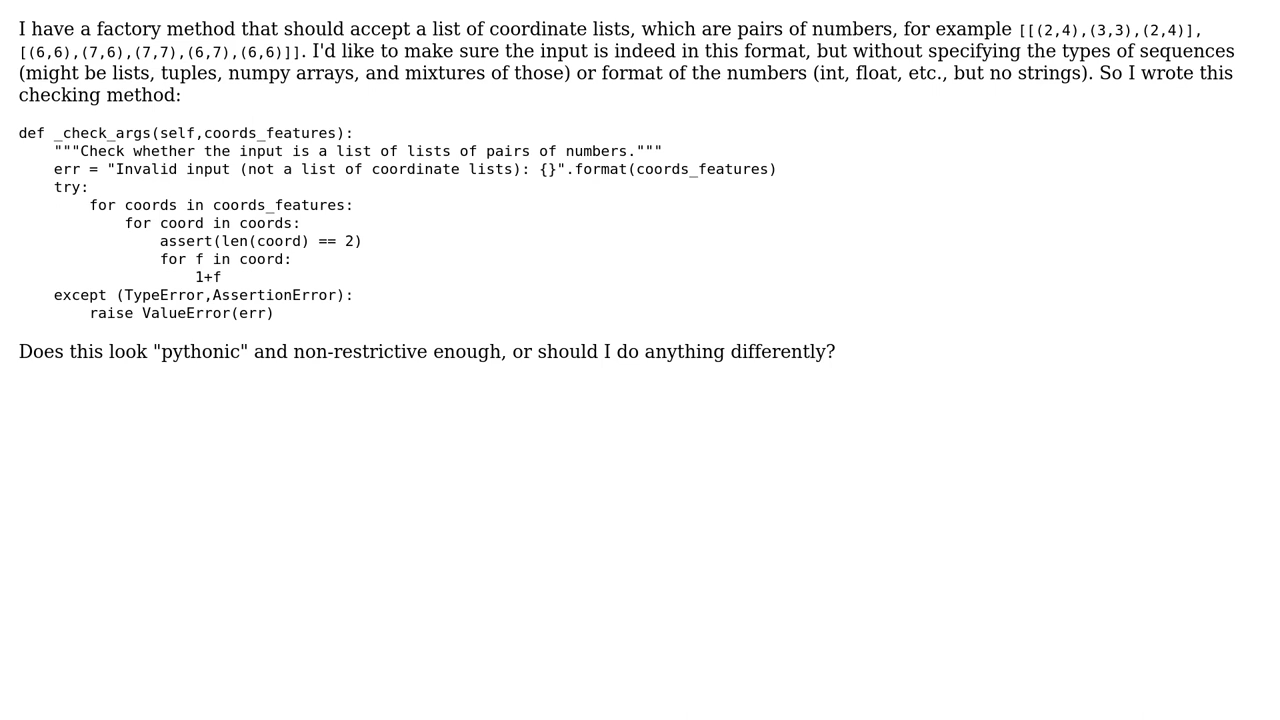 I have a factory method that should accept a list of coordinate lists, which are pairs of numbers, for example [[(2,4),(3,3),(2,4)],
[(6,6),(7,6),(7,7),(6,7),(6,6)]]. I'd like to make sure the input is indeed in this format, but without specifying the types of sequences
(might be lists, tuples, numpy arrays, and mixtures of those) or format of the numbers (int, float, etc., but no strings). So I wrote this
checking method:
def _check_args(self,coords_features):
    """Check whether the input is a list of lists of pairs of numbers."""
    err = "Invalid input (not a list of coordinate lists): {}".format(coords_features)
    try:
        for coords in coords_features:
            for coord in coords:
                assert(len(coord) == 2)
                for f in coord:
                    1+f
    except (TypeError,AssertionError):
        raise ValueError(err)
Does this look "pythonic" and non-restrictive enough, or should I do anything differently?